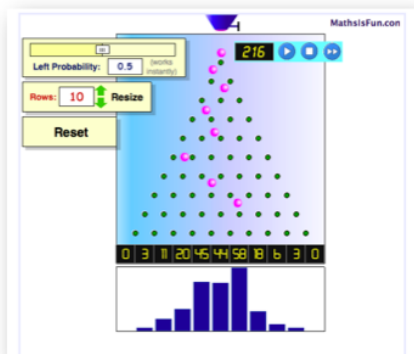 MathsIsFun.com
216
Left Probability: 0.5 (works instantly)
Rows: 10 Resize
Reset
0 3 11 20 45 44 58 18 6 3 0